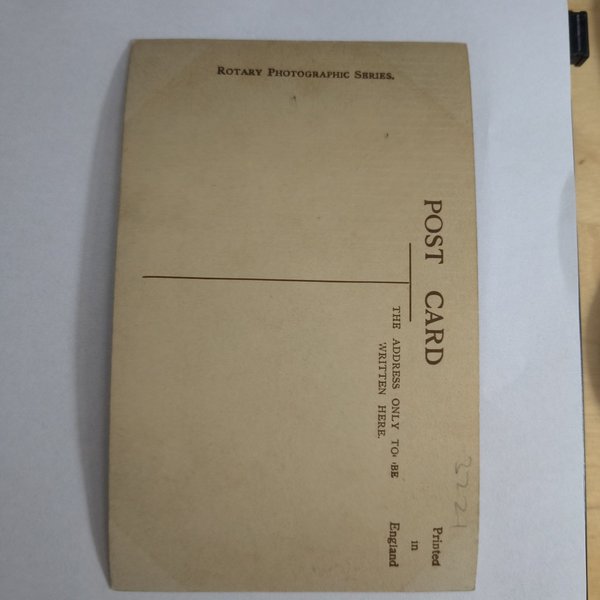 ROTARY PHOTOGRAPHIC SERIES.
POST CARD
THE ADDRESS ONLY TO BE
WRITTEN HERE.
Printed
in
England
3221